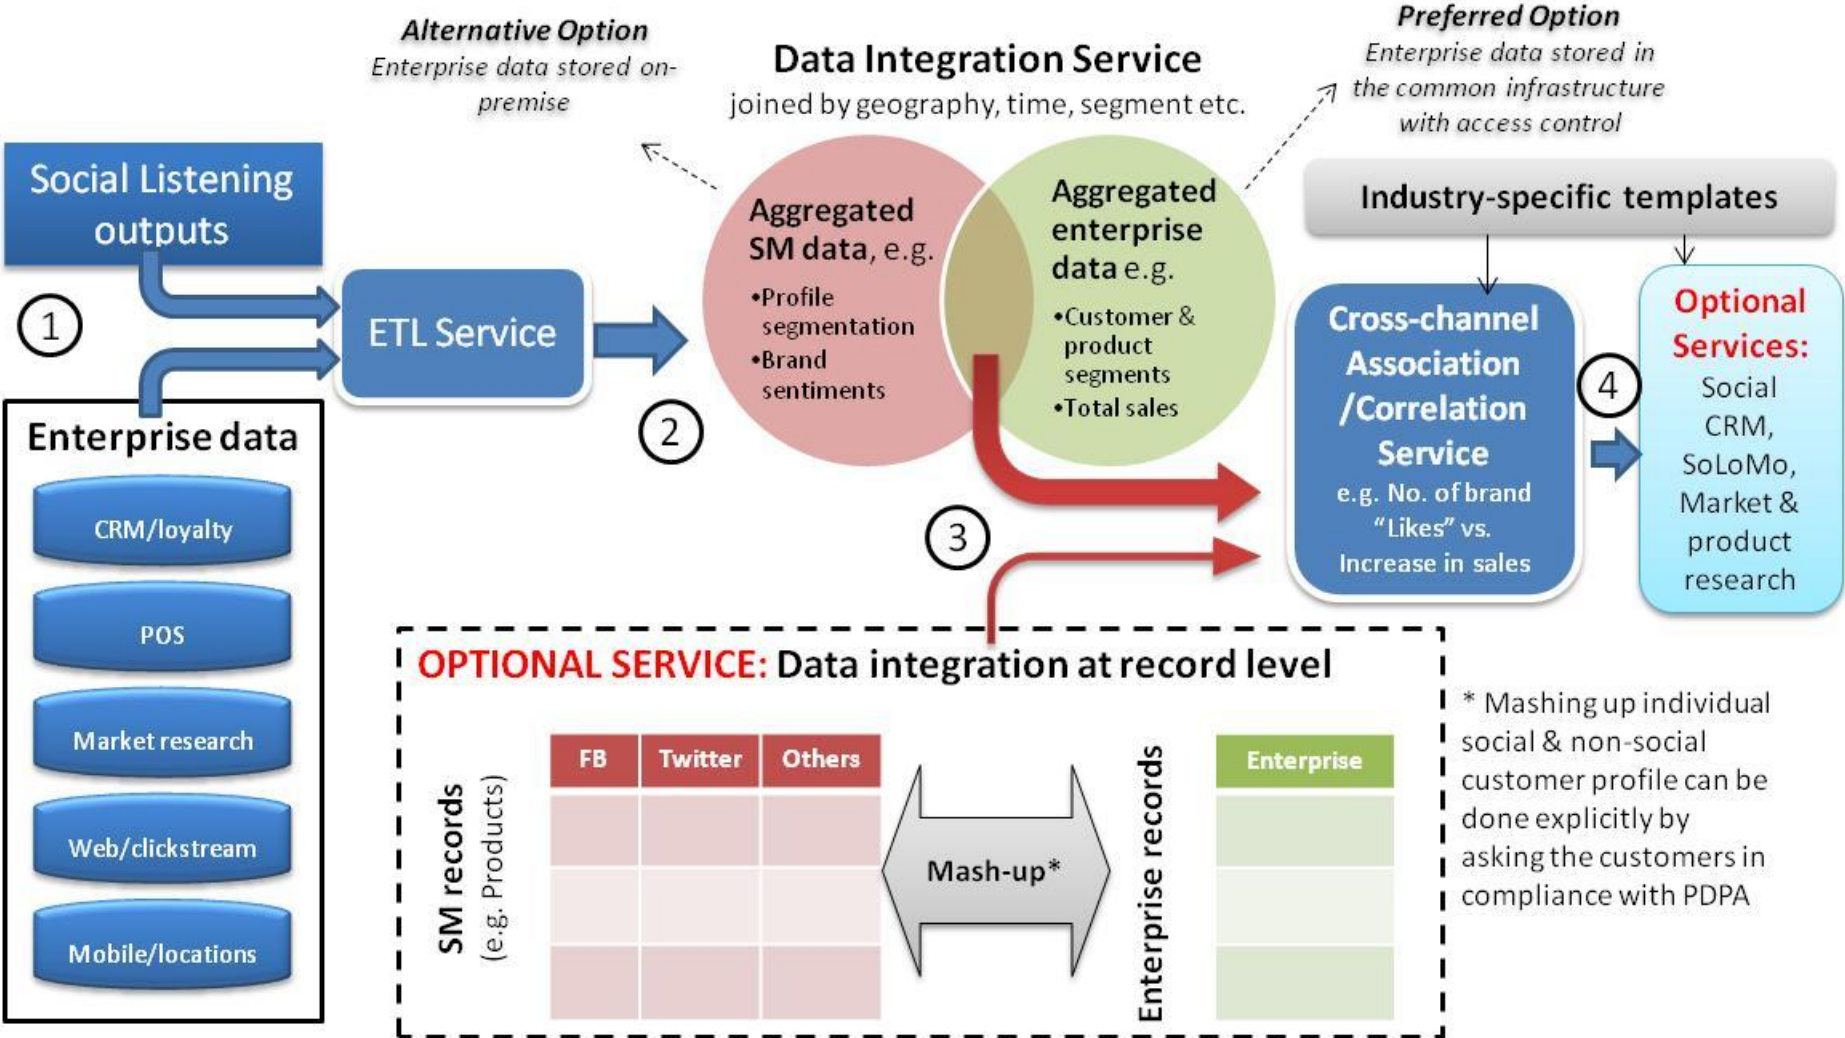 Alternative Option
Enterprise data stored on-
premise
Data Integration Service
joined by geography, time, segment etc.
Preferred Option
Enterprise data stored in
the common infrastructure
with access control
Social Listening
outputs
1
ETL Service
2
Enterprise data
CRM/loyalty
POS
Market research
Web/clickstream
Mobile/locations
Aggregated
SM data, e.g.
•Profile
segmentation
•Brand
sentiments
Aggregated
enterprise
data e.g.
•Customer &
product
segments
•Total sales
3
Industry-specific templates
Cross-channel
Association
/Correlation
Service
e.g. No. of brand
“Likes” vs.
Increase in sales
4
Optional
Services:
Social
CRM,
SoLoMo,
Market &
product
research
OPTIONAL SERVICE: Data integration at record level
SM records
(e.g. Products)
FB Twitter Others
Mash-up*
Enterprise records
Enterprise
* Mashing up individual
social & non-social
customer profile can be
done explicitly by
asking the customers in
compliance with PDPA